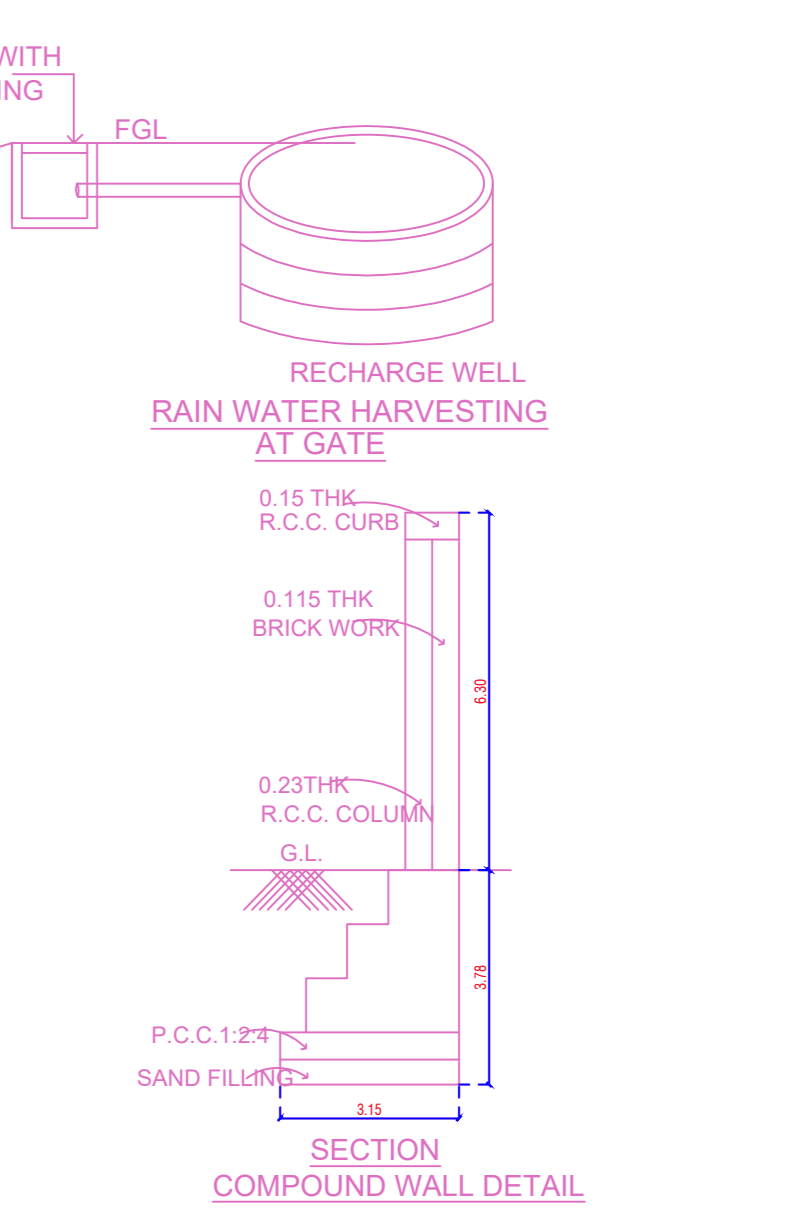 WITH
ING
FGL
RECHARGE WELL
RAIN WATER HARVESTING
AT GATE
0.15 THK
R.C.C. CURB
0.115 THK
BRICK WORK
6.30
0.23THK
R.C.C. COLUMN
G.L.
3.78
P.C.C.1:2:4
SAND FILLING
3.15
SECTION
COMPOUND WALL DETAIL